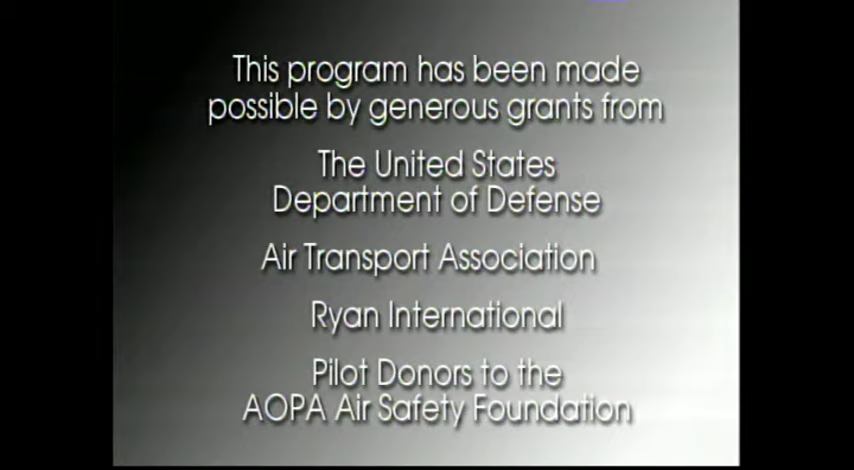 This program has been made
possible by generous grants from
The United States
Department of Defense
Air Transport Association
Ryan International
Pilot Donors to the
AOPA Air Safety Foundation